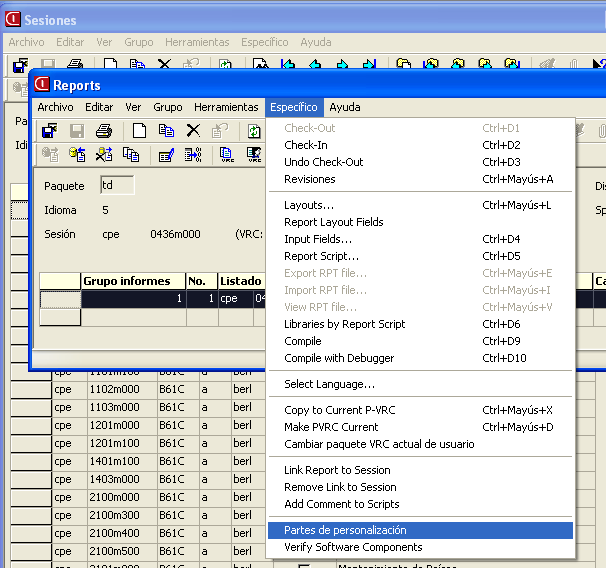 Sesiones
Archivo Editar Ver Grupo Herramientas Específico Ayuda
Reports
Archivo Editar Ver Grupo Herramientas Específico Ayuda
Check-Out Ctrl+D1
Check-In Ctrl+D2
Undo Check-Out Ctrl+D3
Revisiones Ctrl+Mayús+A
Layouts... Ctrl+Mayús+L
Report Layout Fields
Input Fields... Ctrl+D4
Report Script... Ctrl+D5
Export RPT file... Ctrl+Mayús+E
Import RPT file... Ctrl+Mayús+I
View RPT file... Ctrl+Mayús+V
Libraries by Report Script Ctrl+D6
Compile Ctrl+D9
Compile with Debugger Ctrl+D10
Select Language...
Copy to Current P-VRC Ctrl+Mayús+X
Make PVRC Current Ctrl+Mayús+D
Cambiar paquete VRC actual de usuario
Link Report to Session
Remove Link to Session
Add Comment to Scripts
Partes de personalización
Verify Software Components
Paquete td
Idioma 5
Sesión cpe 0436m000 (VRC:
Grupo informes No. Listado
1 1 cpe
cpe 1101m100 B61C a berl
cpe 1102m000 B61C a berl
cpe 1103m000 B61C a berl
cpe 1201m000 B61C a berl
cpe 1201m100 B61C a berl
cpe 1401m100 B61C a berl
cpe 1403m000 B61C a berl
cpe 2100m000 B61C a berl
cpe 2100m300 B61C a berl
cpe 2100m400 B61C a berl
cpe 2100m500 B61C a berl